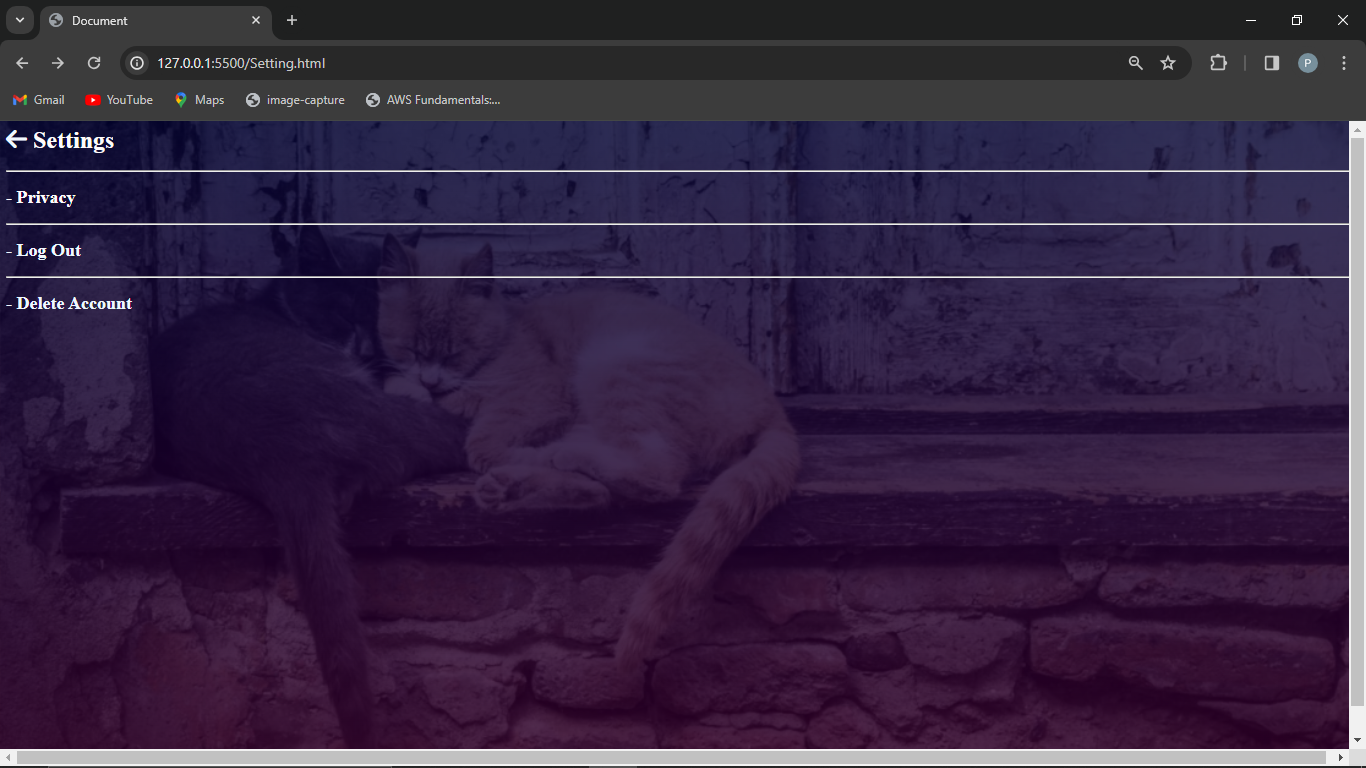 Document
127.0.0.1:5500/Setting.html
P
Gmail YouTube Maps image-capture AWS Fundamentals:...
Settings
- Privacy
- Log Out
- Delete Account